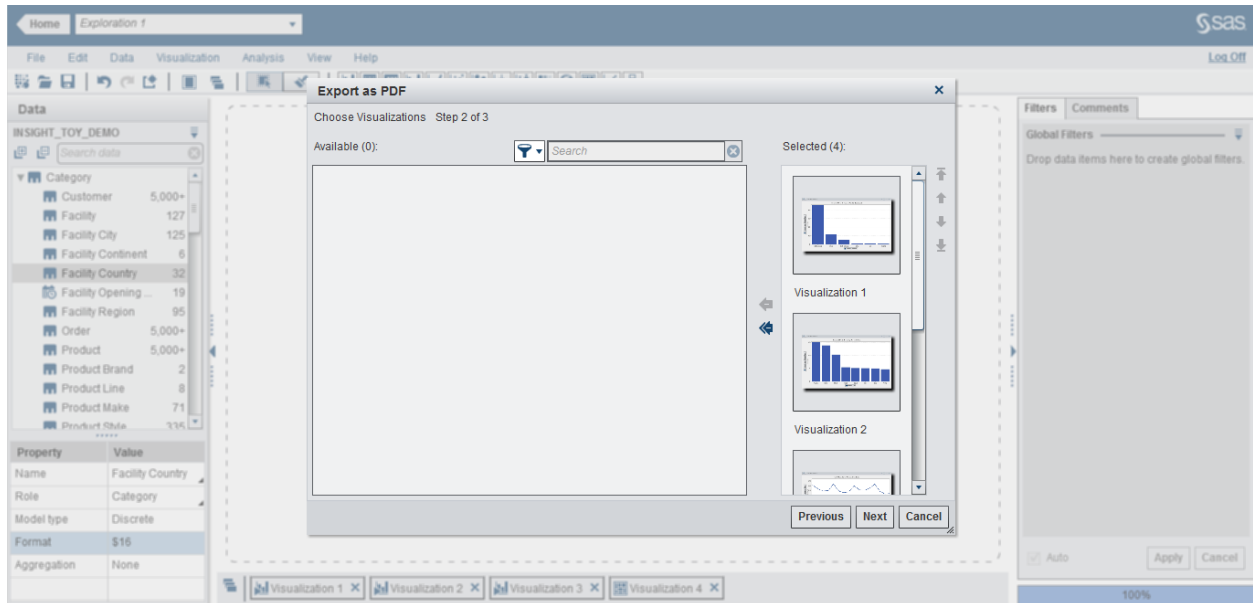 Home
Exploration 1
sas
File Edit Data Visualization Analysis View Help
Log Off
Data
INSIGHT_TOY_DEMO
Search data
Category
Customer 5,000+
Facility 127
Facility City 125
Facility Continent 6
Facility Country 32
Facility Opening ... 19
Facility Region 95
Order 5,000+
Product 5,000+
Product Brand 2
Product Line 8
Product Make 71
Product Style 335
Property Value
Name Facility Country
Role Category
Model type Discrete
Format $16
Aggregation None
Export as PDF
Choose Visualizations Step 2 of 3
Available (0):
Search
Selected (4):
Visualization 1
Visualization 2
Previous Next Cancel
Filters Comments
Global Filters
Drop data items here to create global filters.
Auto Apply Cancel
Visualization 1 Visualization 2 Visualization 3 Visualization 4
100%